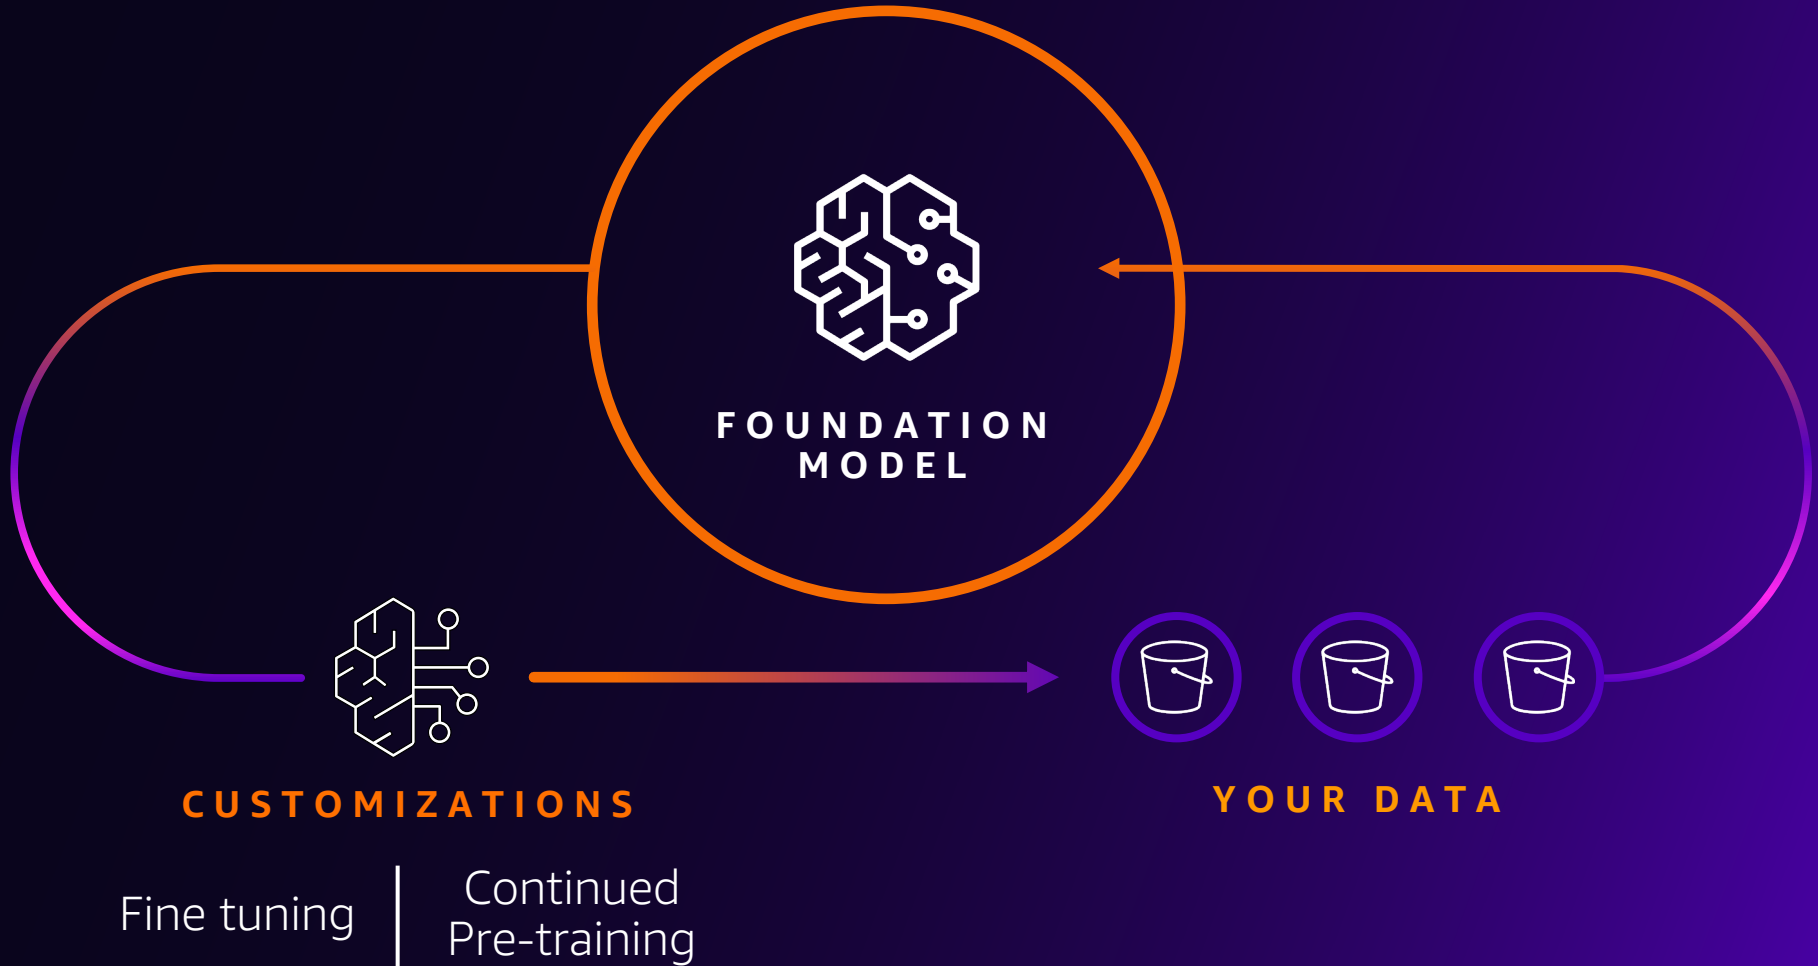 FOUNDATION
MODEL
CUSTOMIZATIONS
YOUR DATA
Fine tuning
Continued
Pre-training